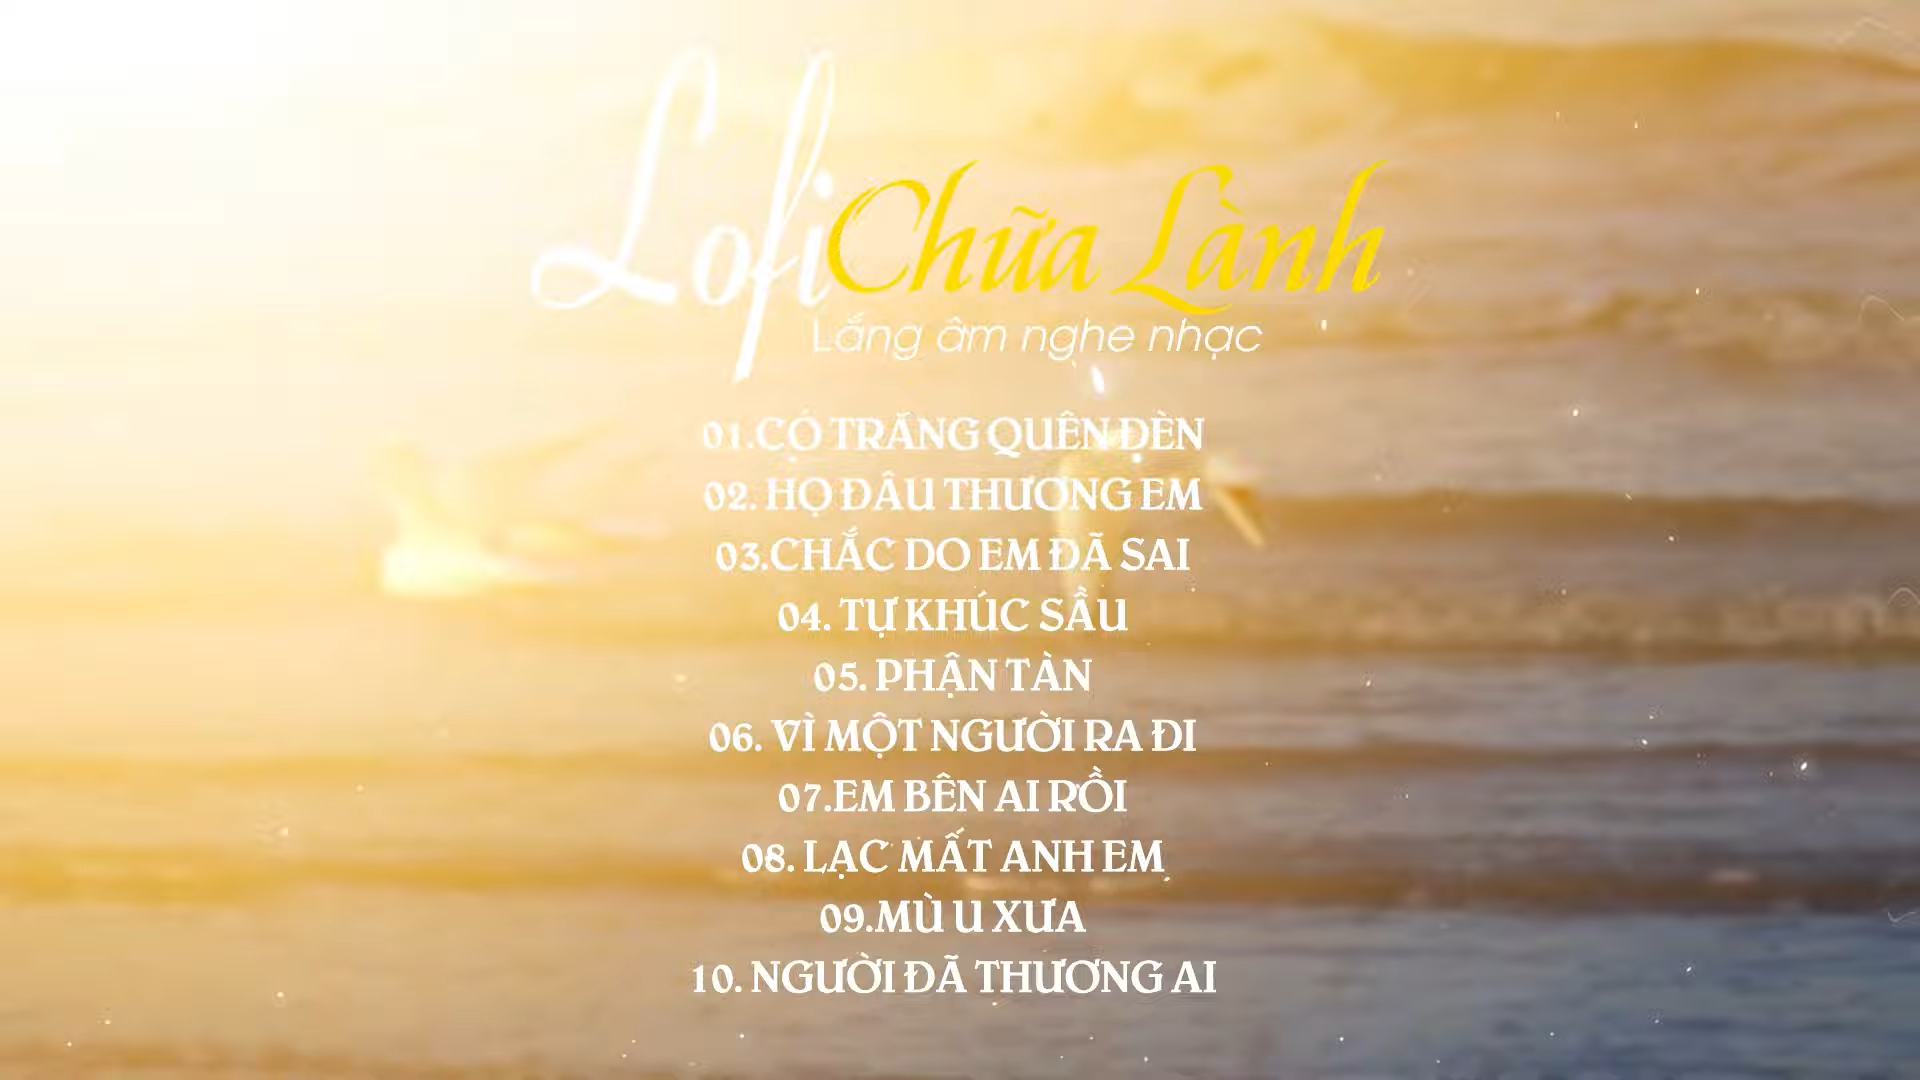 Lofi Chữa Lành
Lắng âm nghe nhạc
01.CÓ TRĂNG QUÊN ĐÈN
02. HỌ ĐÂU THƯƠNG EM
03.CHẮC DO EM ĐÃ SAI
04. TỰ KHÚC SẦU
05. PHẬN TÀN
06. VÌ MỘT NGƯỜI RA ĐI
07.EM BÊN AI RỒI
08. LẠC MẤT ANH EM
09.MÙ U XƯA
10. NGƯỜI ĐÃ THƯƠNG AI